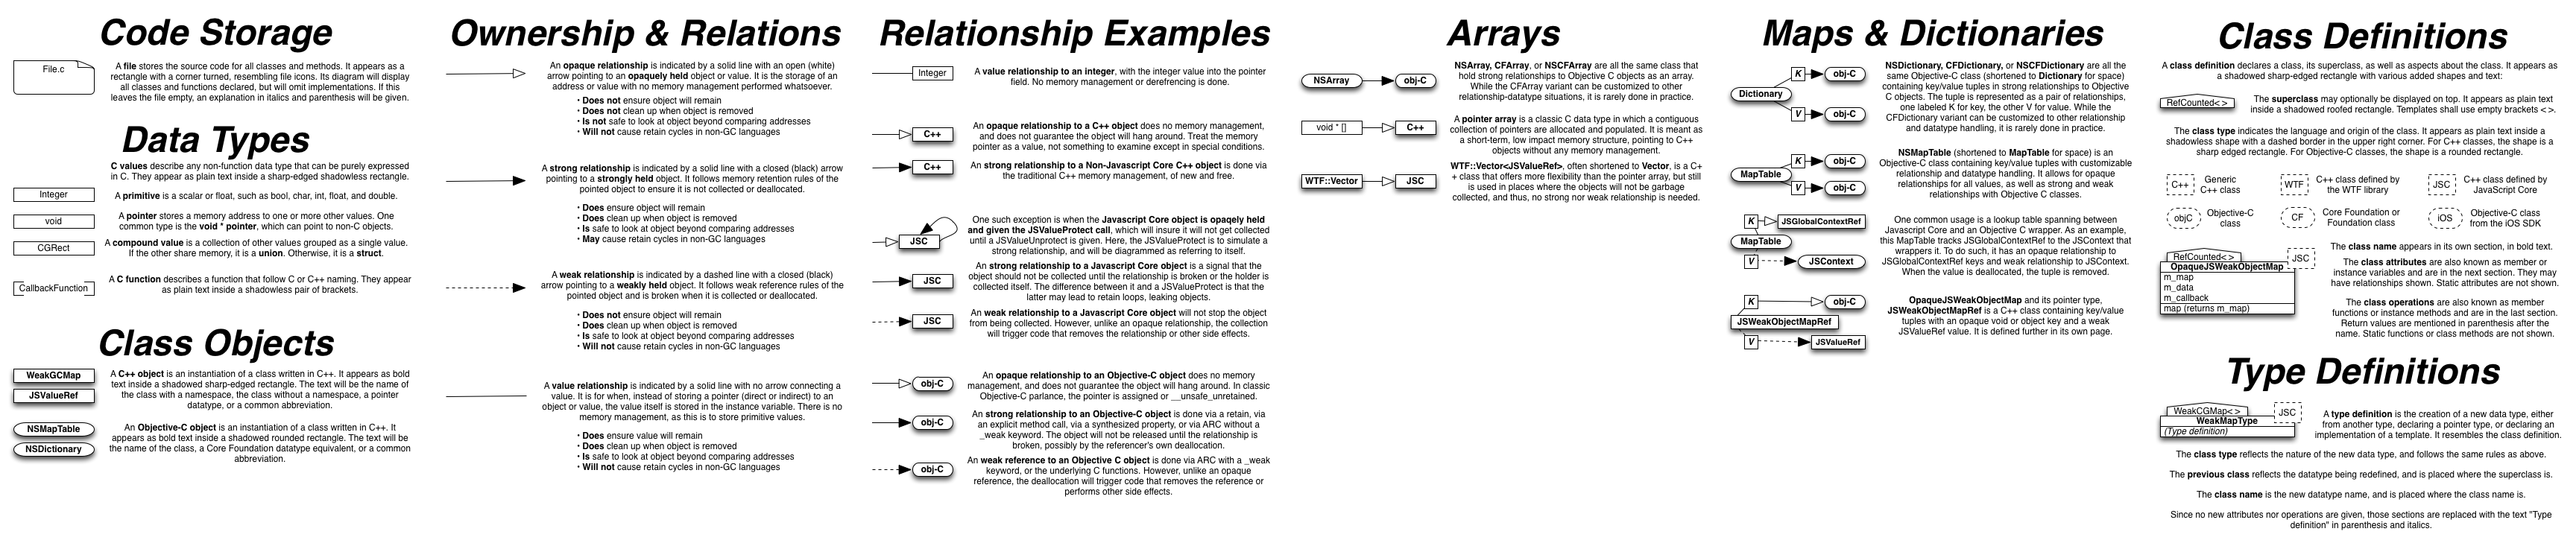 Code Storage
File.c
A file stores the source code for all classes and methods. It appears as a
rectangle with a corner turned, resembling file icons. Its diagram will display
all classes and functions declared, but will omit implementations. If this
leaves the file empty, an explanation in italics and parenthesis will be given.
Data Types
C values describe any non-function data type that can be purely expressed
in C. They appear as plain text inside a sharp-edged shadowless rectangle.
Integer
A primitive is a scalar or float, such as bool, char, int, float, and double.
void
A pointer stores a memory address to one or more other values. One
common type is the void * pointer, which can point to non-C objects.
CGRect
A compound value is a collection of other values grouped as a single value.
If the other share memory, it is a union. Otherwise, it is a struct.
CallbackFunction
A C function describes a function that follow C or C++ naming. They appear
as plain text inside a shadowless pair of brackets.
Class Objects
WeakGCMap
JSValueRef
A C++ object is an instantiation of a class written in C++. It appears as bold
text inside a shadowed sharp-edged rectangle. The text will be the name of
the class with a namespace, the class without a namespace, a pointer
datatype, or a common abbreviation.
NSMapTable
NSDictionary
An Objective-C object is an instantiation of a class written in C++. It
appears as bold text inside a shadowed rounded rectangle. The text will be
the name of the class, a Core Foundation datatype equivalent, or a common
abbreviation.
Ownership & Relations
An opaque relationship is indicated by a solid line with an open (white)
arrow pointing to an opaquely held object or value. It is the storage of an
address or value with no memory management performed whatsoever.
• Does not ensure object will remain
• Does not clean up when object is removed
• Is not safe to look at object beyond comparing addresses
• Will not cause retain cycles in non-GC languages
A strong relationship is indicated by a solid line with a closed (black) arrow
pointing to a strongly held object. It follows memory retention rules of the
pointed object to ensure it is not collected or deallocated.
• Does ensure object will remain
• Does clean up when object is removed
• Is safe to look at object beyond comparing addresses
• May cause retain cycles in non-GC languages
A weak relationship is indicated by a dashed line with a closed (black)
arrow pointing to a weakly held object. It follows weak reference rules of the
pointed object and is broken when it is collected or deallocated.
• Does not ensure object will remain
• Does clean up when object is removed
• Is safe to look at object beyond comparing addresses
• Will not cause retain cycles in non-GC languages
A value relationship is indicated by a solid line with no arrow connecting a
value. It is for when, instead of storing a pointer (direct or indirect) to an
object or value, the value itself is stored in the instance variable. There is no
memory management, as this is to store primitive values.
• Does ensure value will remain
• Does clean up when object is removed
• Is safe to look at object beyond comparing addresses
• Will not cause retain cycles in non-GC languages
Relationship Examples
Integer
A value relationship to an integer, with the integer value into the pointer
field. No memory management or derefrencing is done.
C++
An opaque relationship to a C++ object does no memory management,
and does not guarantee the object will hang around. Treat the memory
pointer as a value, not something to examine except in special conditions.
C++
An strong relationship to a Non-Javascript Core C++ object is done via
the traditional C++ memory management, of new and free.
JSC
One such exception is when the Javascript Core object is opaqely held
and given the JSValueProtect call, which will insure it will not get collected
until a JSValueUnprotect is given. Here, the JSValueProtect is to simulate a
strong relationship, and will be diagramed as referring to itself.
JSC
An strong relationship to a Javascript Core object is a signal that the
object should not be collected until the relationship is broken or the holder is
collected itself. The difference between it and a JSValueProtect is that the
latter may lead to retain loops, leaking objects.
JSC
An weak relationship to a Javascript Core object will not stop the object
from being collected. However, unlike an opaque relationship, the collection
will trigger code that removes the relationship or other side effects.
obj-C
An opaque relationship to an Objective-C object does no memory
management, and does not guarantee the object will hang around. In classic
Objective-C parlance, the pointer is assigned or __unsafe_unretained.
obj-C
An strong relationship to an Objective-C object is done via a retain, via
an explicit method call, via a synthesized property, or via ARC without a
_weak keyword. The object will not be released until the relationship is
broken, possibly by the referencer's own deallocation.
obj-C
An weak reference to an Objective C object is done via ARC with a _weak
keyword, or the underlying C functions. However, unlike an opaque
reference, the deallocation will trigger code that removes the reference or
performs other side effects.
Arrays
NSArray
obj-C
NSArray, CFArray, or NSCFArray are all the same class that
hold strong relationships to Objective C objects as an array.
While the CFArray variant can be customized to other
relationship-datatype situations, it is rarely done in practice.
void * []
C++
A pointer array is a classic C data type in which a contiguous
collection of pointers are allocated and populated. It is meant as
a short-term, low impact memory structure, pointing to C++
objects without any memory management.
WTF::Vector
JSC
WTF::Vector<JSValueRef>, often shortened to Vector, is a C+
+ class that offers more flexibility than the pointer array, but still
is used in places where the objects will not be garbage
collected, and thus, no strong nor weak relationship is needed.
Maps & Dictionaries
Dictionary
K
obj-C
V
obj-C
NSDictionary, CFDictionary, or NSCFDictionary are all the
same Objective-C class (shortened to Dictionary for space)
containing key/value tuples in strong relationships to Objective
C objects. The tuple is represented as a pair of relationships,
one labeled K for key, the other V for value. While the
CFDictionary variant can be customized to other relationship
and datatype handling, it is rarely done in practice.
MapTable
K
obj-C
V
obj-C
NSMapTable (shortened to MapTable for space) is an
Objective-C class containing key/value tuples with customizable
relationship and datatype handling. It allows for opaque
relationships for all values, as well as strong and weak
relationships with Objective C classes.
K
JSGlobalContextRef
MapTable
V
JSContext
One common usage is a lookup table spanning between
Javascript Core and an Objective C wrapper. As an example,
this MapTable tracks JSGlobalContextRef to the JSContext that
wrappers it. To do such, it has an opaque relationship to
JSGlobalContextRef keys and weak relationship to JSContext.
When the value is deallocated, the tuple is removed.
K
obj-C
JSWeakObjectMapRef
V
JSValueRef
OpaqueJSWeakObjectMap and its pointer type,
JSWeakObjectMapRef is a C++ class containing key/value
tuples with an opaque void or object key and a weak
JSValueRef value. It is defined further in its own page.
Class Definitions
A class definition declares a class, its superclass, as well as aspects about the class. It appears as
a shadowed sharp-edged rectangle with various added shapes and text:
RefCounted< >
The superclass may optionally be displayed on top. It appears as plain text
inside a shadowed roofed rectangle. Templates shall use empty brackets < >.
The class type indicates the language and origin of the class. It appears as plain text inside a
shadowless shape with a dashed border in the upper right corner. For C++ classes, the shape is a
sharp edged rectangle. For Objective-C classes, the shape is a rounded rectangle.
C++
Generic
C++ class
WTF
C++ class defined by
the WTF library
JSC
C++ class defined by
JavaScript Core
objC
Objective-C
class
CF
Core Foundation or
Foundation class
iOS
Objective-C class
from the iOS SDK
RefCounted< >
JSC
OpaqueJSWeakObjectMap
m_map
m_data
m_callback
map (returns m_map)
The class name appears in its own section, in bold text.
The class attributes are also known as member or
instance variables and are in the next section. They may
have relationships shown. Static attributes are not shown.
The class operations are also known as member
functions or instance methods and are in the last section.
Return values are mentioned in parenthesis after the
name. Static functions or class methods are not shown.
Type Definitions
WeakCGMap< >
JSC
WeakMapType
(Type definition)
A type definition is the creation of a new data type, either
from another type, declaring a pointer type, or declaring an
implementation of a template. It resembles the class definition.
The class type reflects the nature of the new data type, and follows the same rules as above.
The previous class reflects the datatype being redefined, and is placed where the superclass is.
The class name is the new datatype name, and is placed where the class name is.
Since no new attributes nor operations are given, those sections are replaced with the text "Type
definition" in parenthesis and italics.